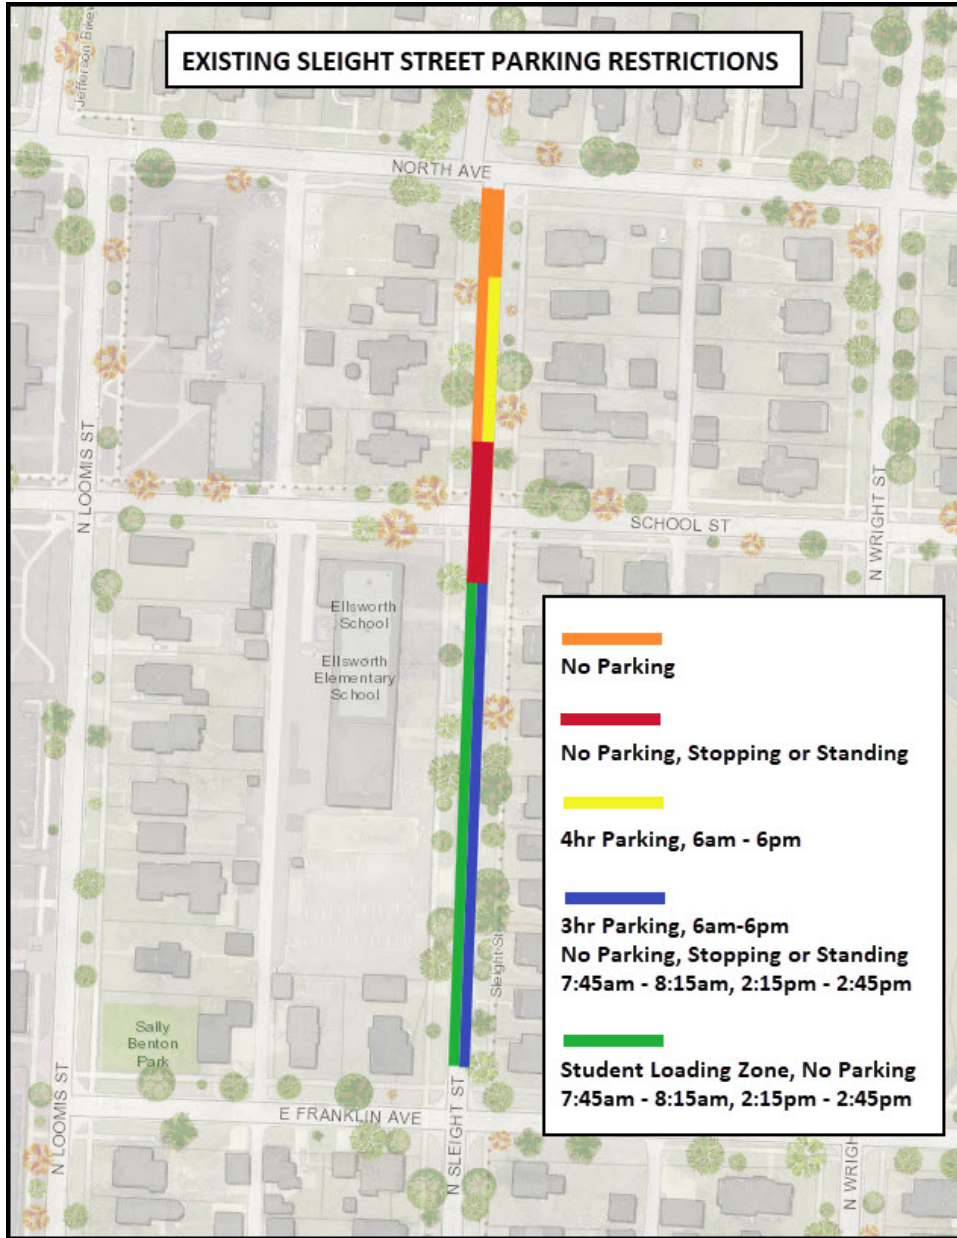 EXISTING SLEIGHT STREET PARKING RESTRICTIONS
Jefferson Bikew
NORTH AVE
N LOOMIS ST
SCHOOL ST
N WRIGHT ST
Ellsworth
School
Ellsworth
Elementary
School
No Parking
No Parking, Stopping or Standing
4hr Parking, 6am - 6pm
3hr Parking, 6am-6pm
No Parking, Stopping or Standing
7:45am - 8:15am, 2:15pm - 2:45pm
Student Loading Zone, No Parking
7:45am - 8:15am, 2:15pm - 2:45pm
Sleight St
Sally
Benton
Park
N LOOMIS ST
E FRANKLIN AVE
N SLEIGHT ST
N WRIGH